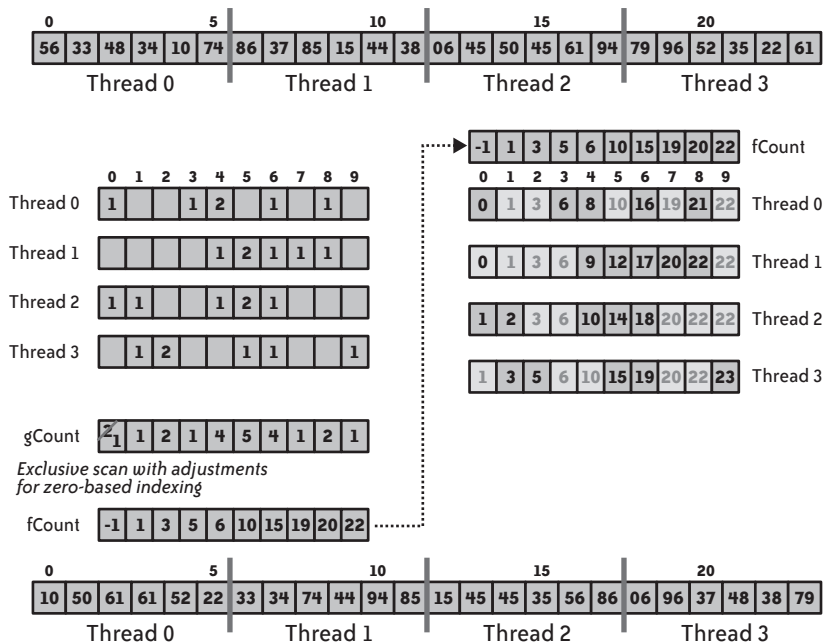 0 5 10 15 20
56 33 48 34 10 74 86 37 85 15 44 38 06 45 50 45 61 94 79 96 52 35 22 61
Thread 0 Thread 1 Thread 2 Thread 3
0 1 2 3 4 5 6 7 8 9
Thread 0 1 1 2 1 1
Thread 1 1 2 1 1 1
Thread 2 1 1 1 2 1
Thread 3 1 2 1 1 1
gCount 2 1 1 2 1 4 5 4 1 2 1
Exclusive scan with adjustments
for zero-based indexing
fCount -1 1 3 5 6 10 15 19 20 22
-1 1 3 5 6 10 15 19 20 22 fCount
0 1 2 3 4 5 6 7 8 9
0 1 3 6 8 10 16 19 21 22 Thread 0
0 1 3 6 9 12 17 20 22 22 Thread 1
1 2 3 6 10 14 18 20 22 22 Thread 2
1 3 5 6 10 15 19 20 22 23 Thread 3
0 5 10 15 20
10 50 61 61 52 22 33 34 74 44 94 85 15 45 45 35 56 86 06 96 37 48 38 79
Thread 0 Thread 1 Thread 2 Thread 3